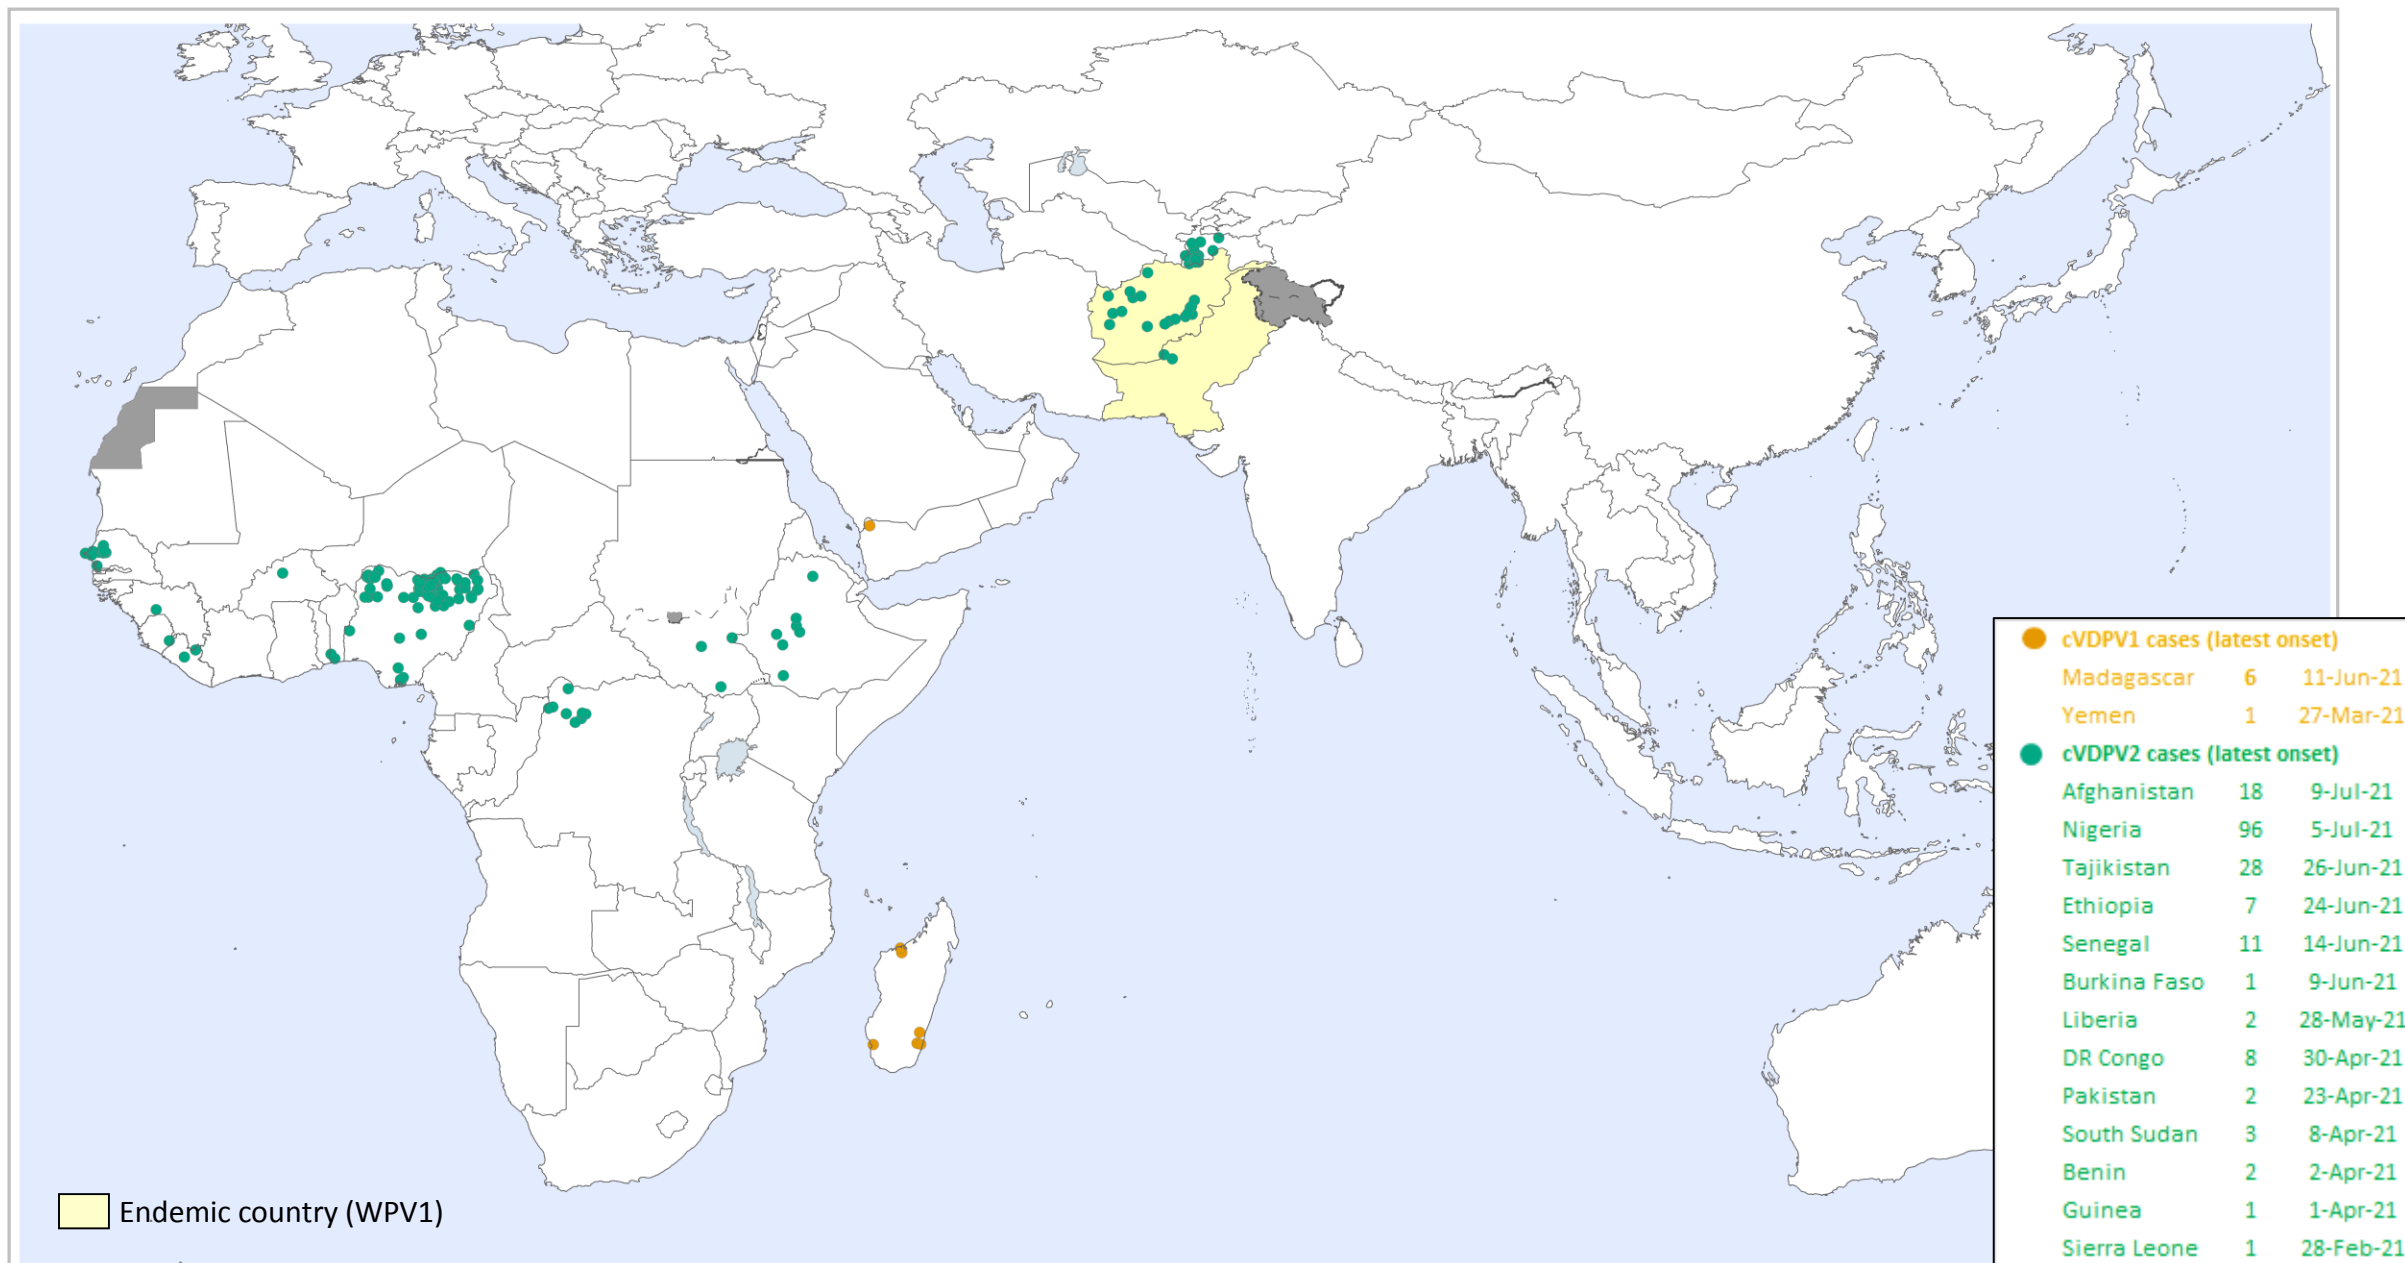 cVDPV1 cases (latest onset)
Madagascar 6 11-Jun-21
Yemen 1 27-Mar-21
cVDPV2 cases (latest onset)
Afghanistan 18 9-Jul-21
Nigeria 96 5-Jul-21
Tajikistan 28 26-Jun-21
Ethiopia 7 24-Jun-21
Senegal 11 14-Jun-21
Burkina Faso 1 9-Jun-21
Liberia 2 28-May-21
DR Congo 8 30-Apr-21
Pakistan 2 23-Apr-21
South Sudan 3 8-Apr-21
Benin 2 2-Apr-21
Guinea 1 1-Apr-21
Sierra Leone 1 28-Feb-21
Endemic country (WPV1)